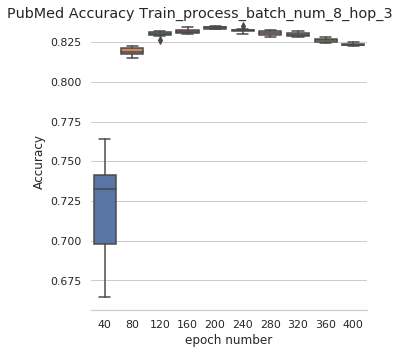 PubMed Accuracy Train_process_batch_num_8_hop_3
0.825
0.800
0.775
0.750
0.725
0.700
0.675
Accuracy
40 80 120 160 200 240 280 320 360 400
epoch number